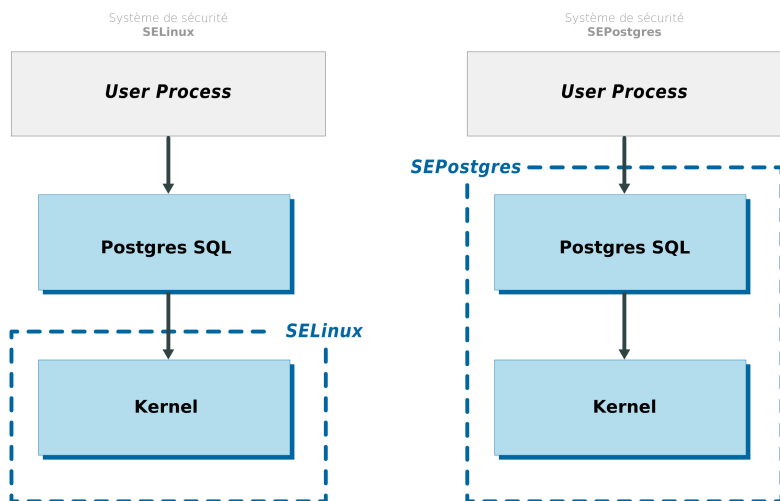 Système de sécurité
SELinux
User Process
Postgres SQL
SELinux
Kernel
Système de sécurité
SEPostgres
User Process
SEPostgres
Postgres SQL
Kernel